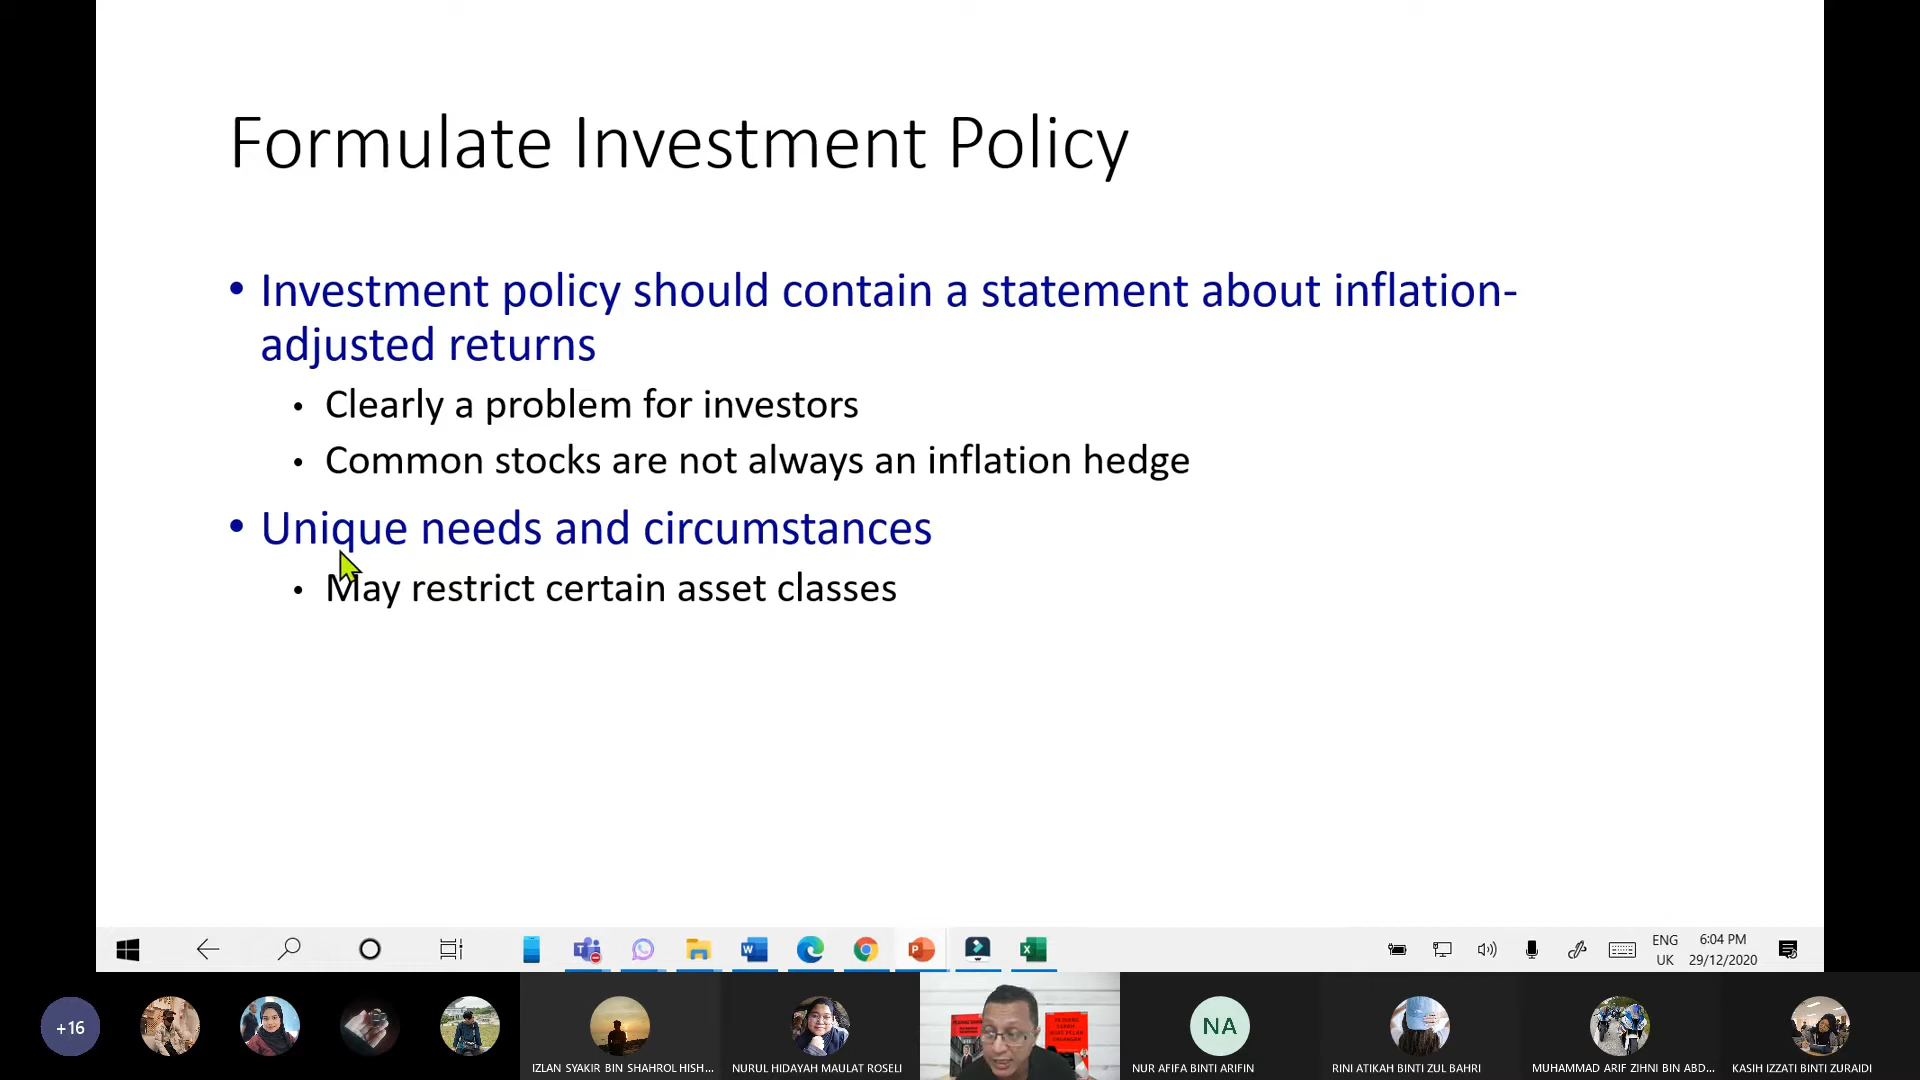 Formulate Investment Policy
• Investment policy should contain a statement about inflation-
adjusted returns
• Clearly a problem for investors
• Common stocks are not always an inflation hedge
• Unique needs and circumstances
• May restrict certain asset classes
ENG
UK
6:04 PM
29/12/2020
+16
NA
IZLAN SYAKIR BIN SHAHROL HISH...
NURUL HIDAYAH MAULAT ROSELI
NUR AFIFA BINTI ARIFIN
RINI ATIKAH BINTI ZUL BAHRI
MUHAMMAD ARIF ZIHNI BIN ABD...
KASIH IZZATI BINTI ZURAIDI